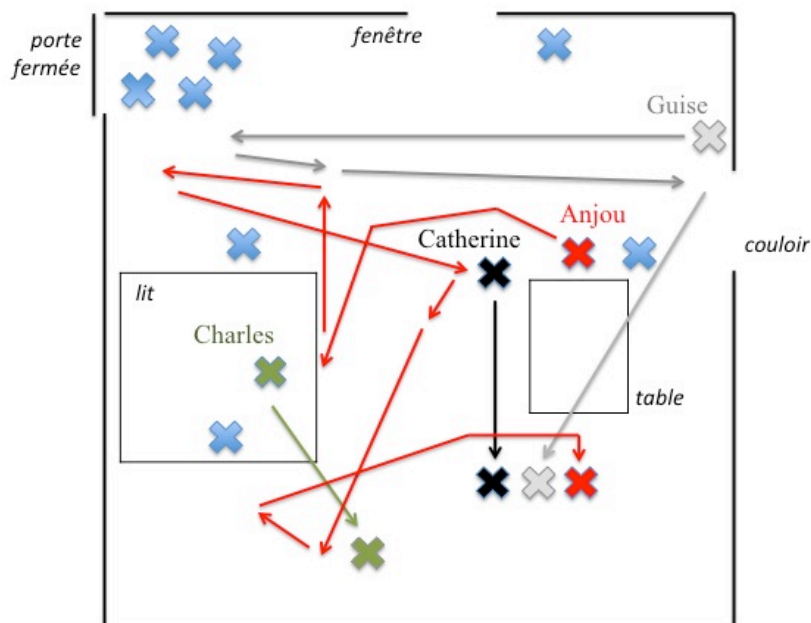 porte
fermée
fenêtre
Guise
Anjou
Catherine
couloir
lit
Charles
table